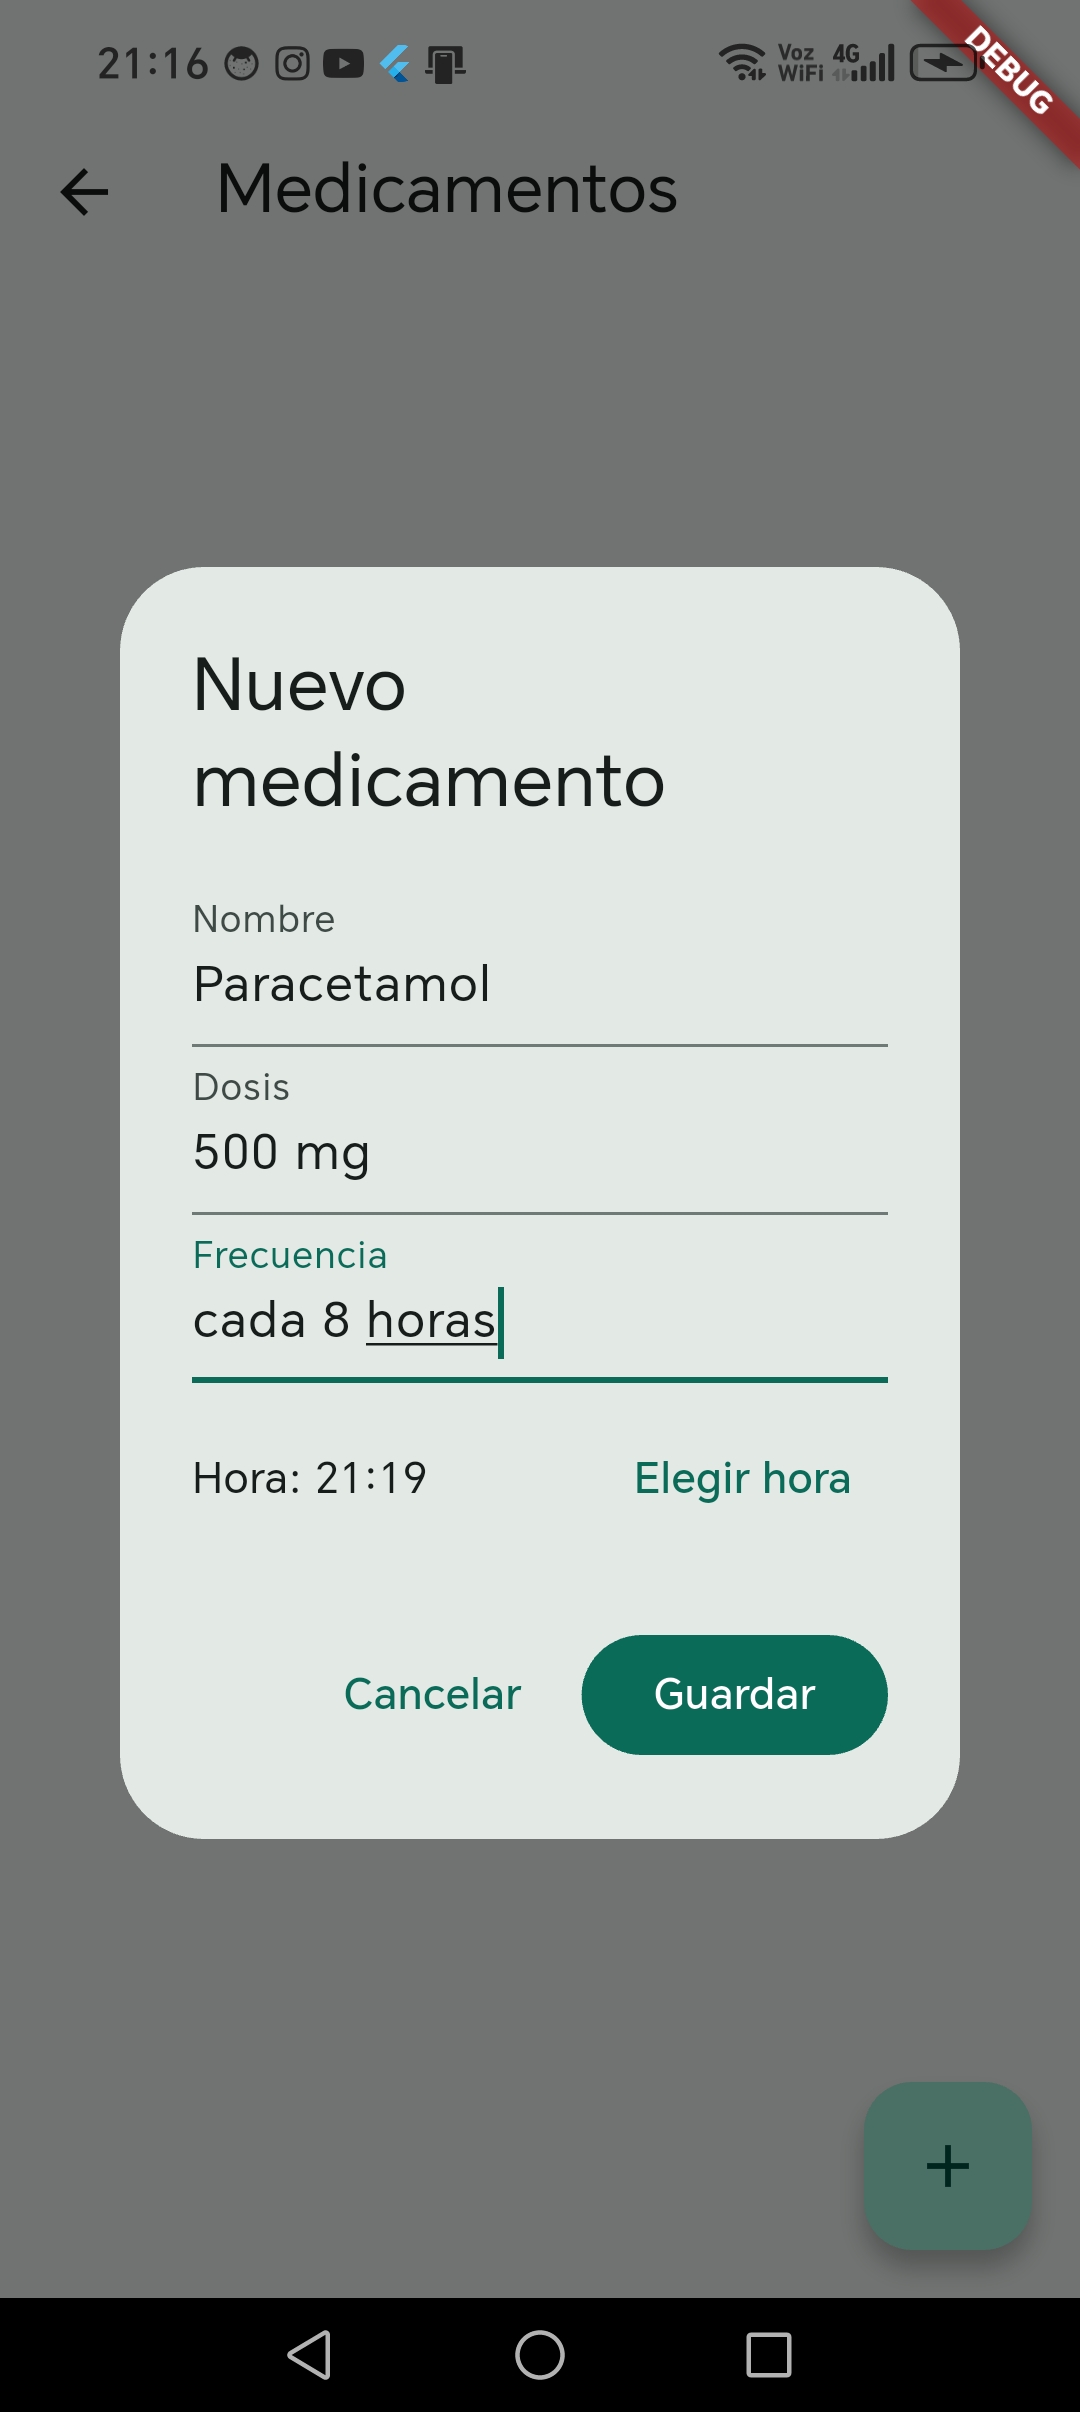 21:16
Voz
WiFi
4G
DEBUG
Medicamentos
Nuevo
medicamento
Nombre
Paracetamol
Dosis
500 mg
Frecuencia
cada 8 horas
Hora: 21:19
Elegir hora
Cancelar
Guardar